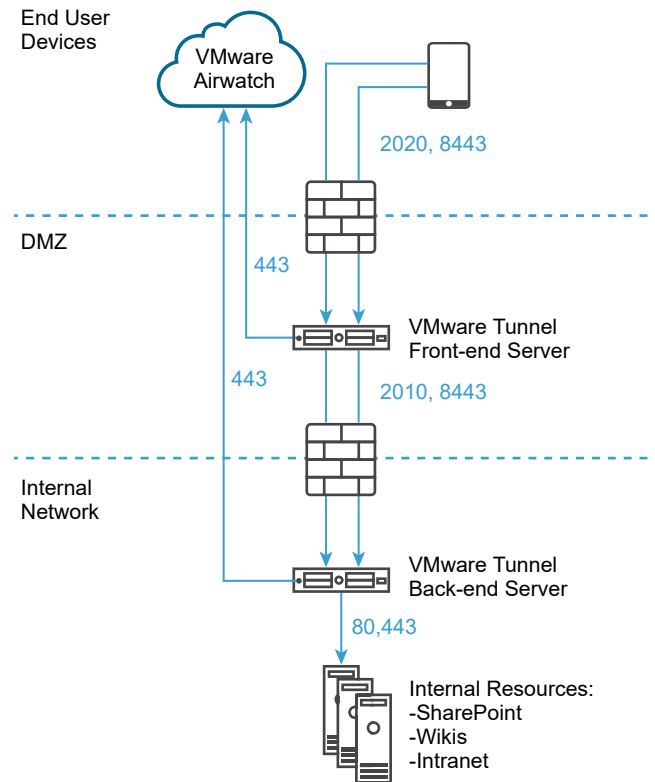 End User
Devices
VMware
Airwatch
2020, 8443
DMZ
443
VMware Tunnel
Front-end Server
443
2010, 8443
Internal
Network
VMware Tunnel
Back-end Server
80,443
Internal Resources:
-SharePoint
-Wikis
-Intranet